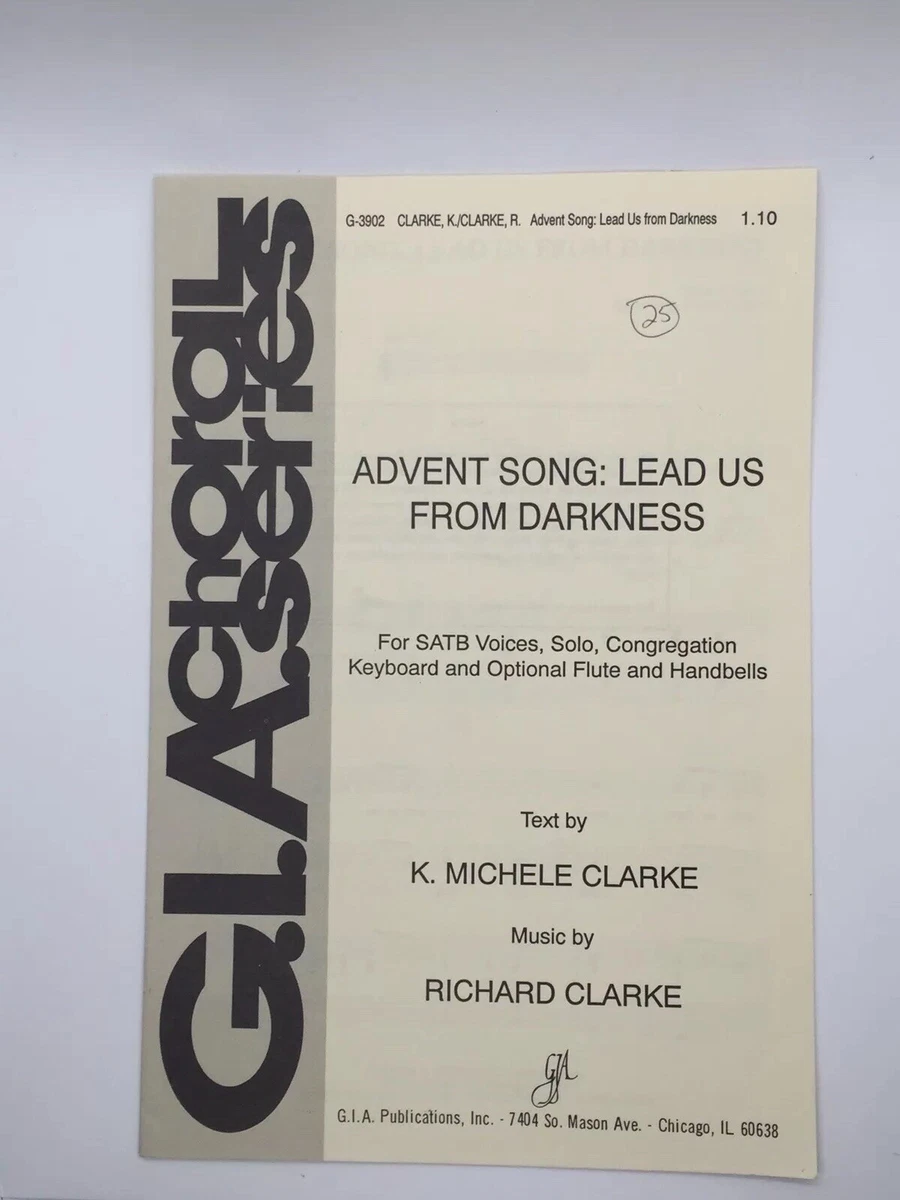 G.I.A. choral series
G-3902 CLARKE, K./CLARKE, R. Advent Song: Lead Us from Darkness 1.10
25
ADVENT SONG: LEAD US
FROM DARKNESS
For SATB Voices, Solo, Congregation
Keyboard and Optional Flute and Handbells
Text by
K. MICHELE CLARKE
Music by
RICHARD CLARKE
GIA
G.I.A. Publications, Inc. - 7404 So. Mason Ave. - Chicago, IL 60638